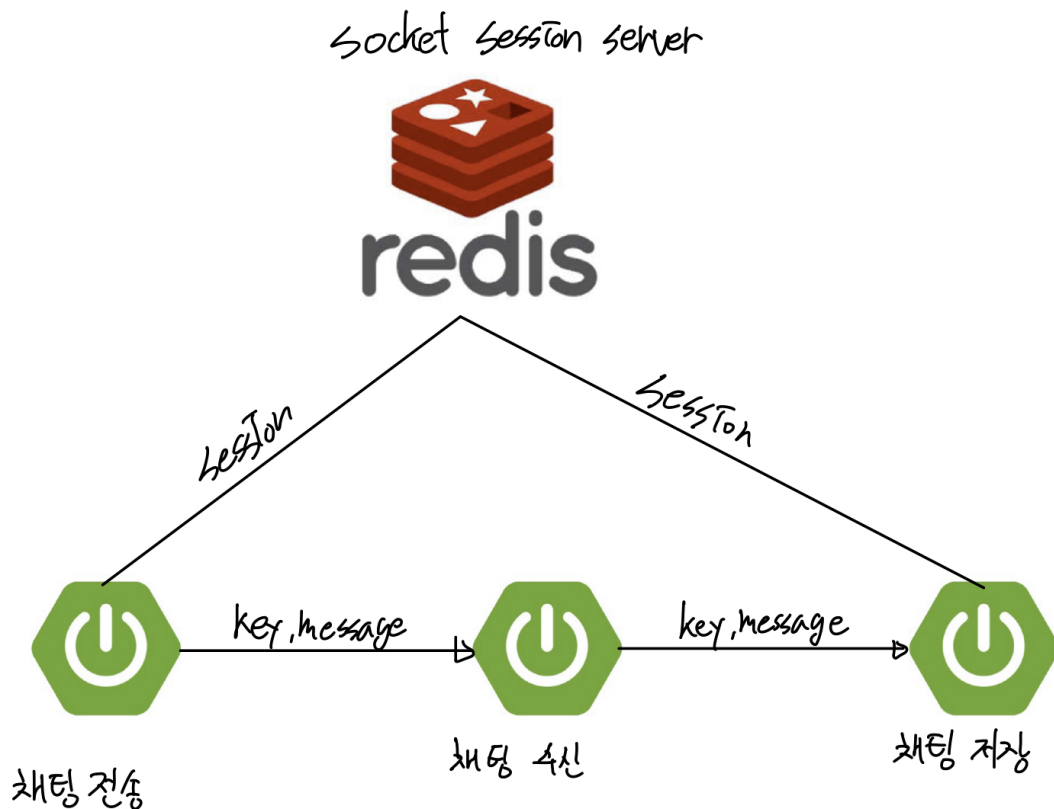 socket session server
redis
session
session
key,message
key,message
채팅 전송
채팅 수신
채팅 저장